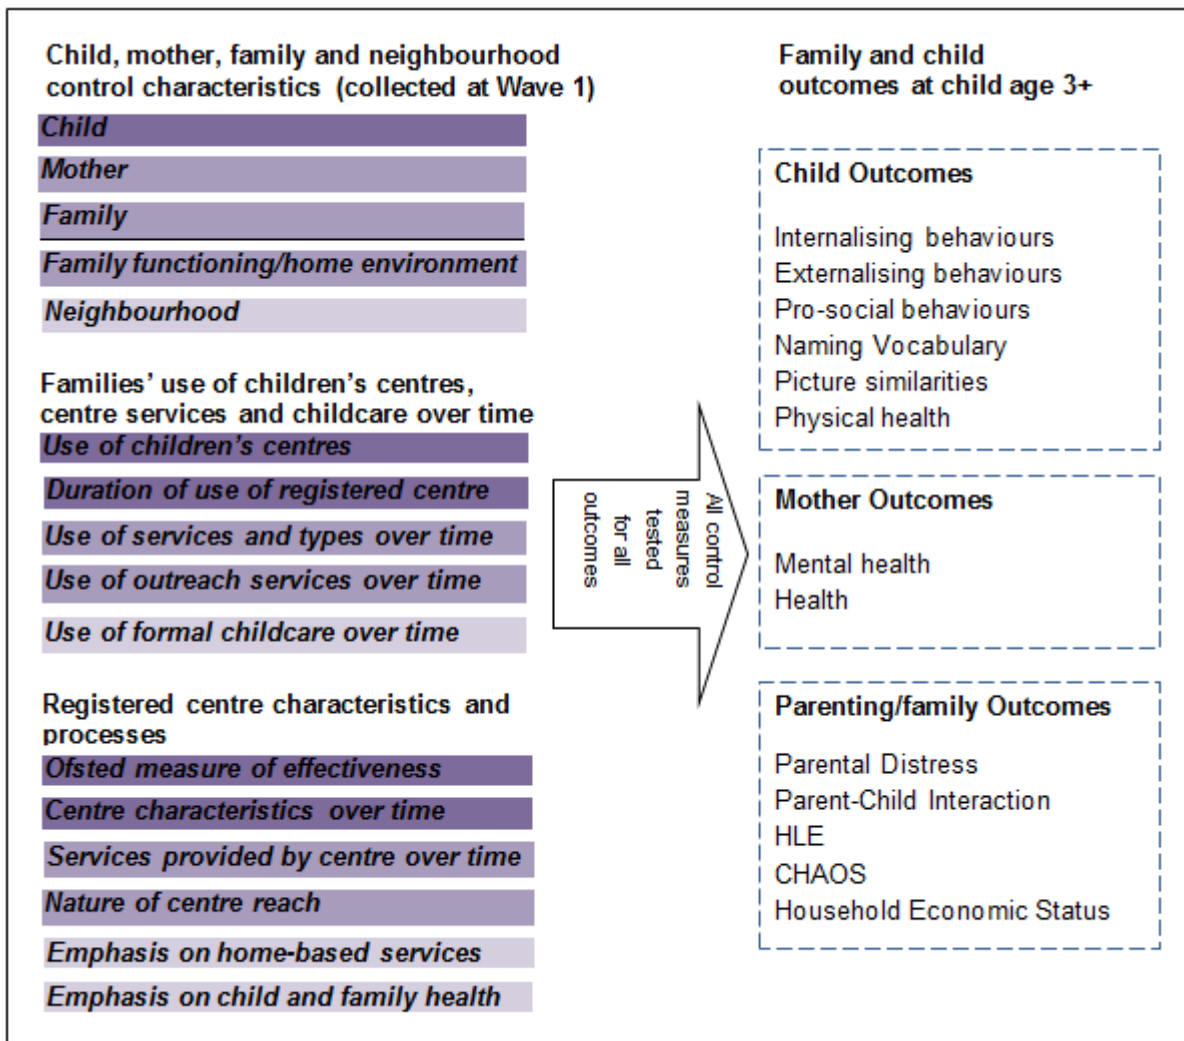 Child, mother, family and neighbourhood
control characteristics (collected at Wave 1)
Child
Mother
Family
Family functioning/home environment
Neighbourhood
Families' use of children's centres,
centre services and childcare over time
Use of children's centres
Duration of use of registered centre
Use of services and types over time
Use of outreach services over time
Use of formal childcare over time
Registered centre characteristics and
processes
Ofsted measure of effectiveness
Centre characteristics over time
Services provided by centre over time
Nature of centre reach
Emphasis on home-based services
Emphasis on child and family health
All control
measures
tested
for all
outcomes
Family and child
outcomes at child age 3+
Child Outcomes
Internalising behaviours
Externalising behaviours
Pro-social behaviours
Naming Vocabulary
Picture similarities
Physical health
Mother Outcomes
Mental health
Health
Parenting/family Outcomes
Parental Distress
Parent-Child Interaction
HLE
CHAOS
Household Economic Status